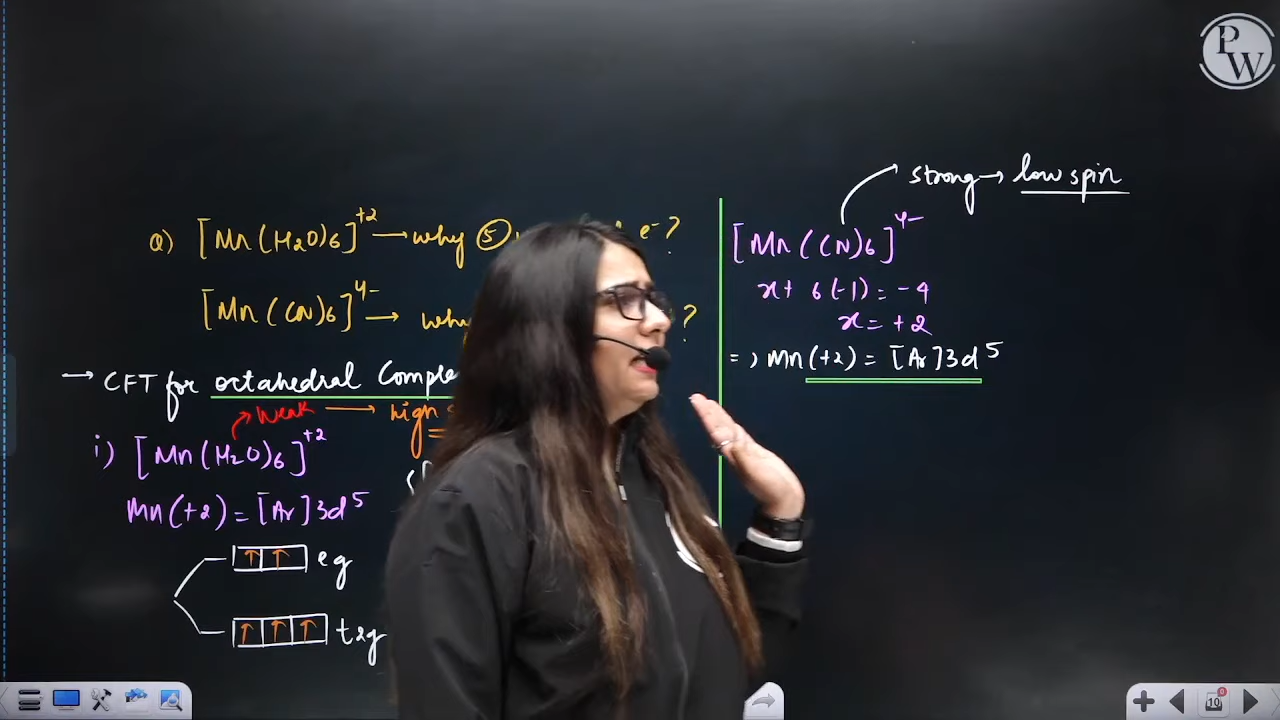 PW
Q) [Mn(H₂O)6]⁺² → why 5 e⁻?
[Mn(CN)6]⁴⁻ → why ?
→ CFT for octahedral Comple
→ weak → high
i) [Mn(H₂O)6]⁺²
Mn(+2) = [Ar]3d⁵
↑ ↑ eg
↑ ↑ ↑ t2g
strong → low spin
[Mn(CN)6]⁴⁻
x+ 6(-1) = -4
x = +2
=) Mn(+2) = [Ar]3d⁵
10